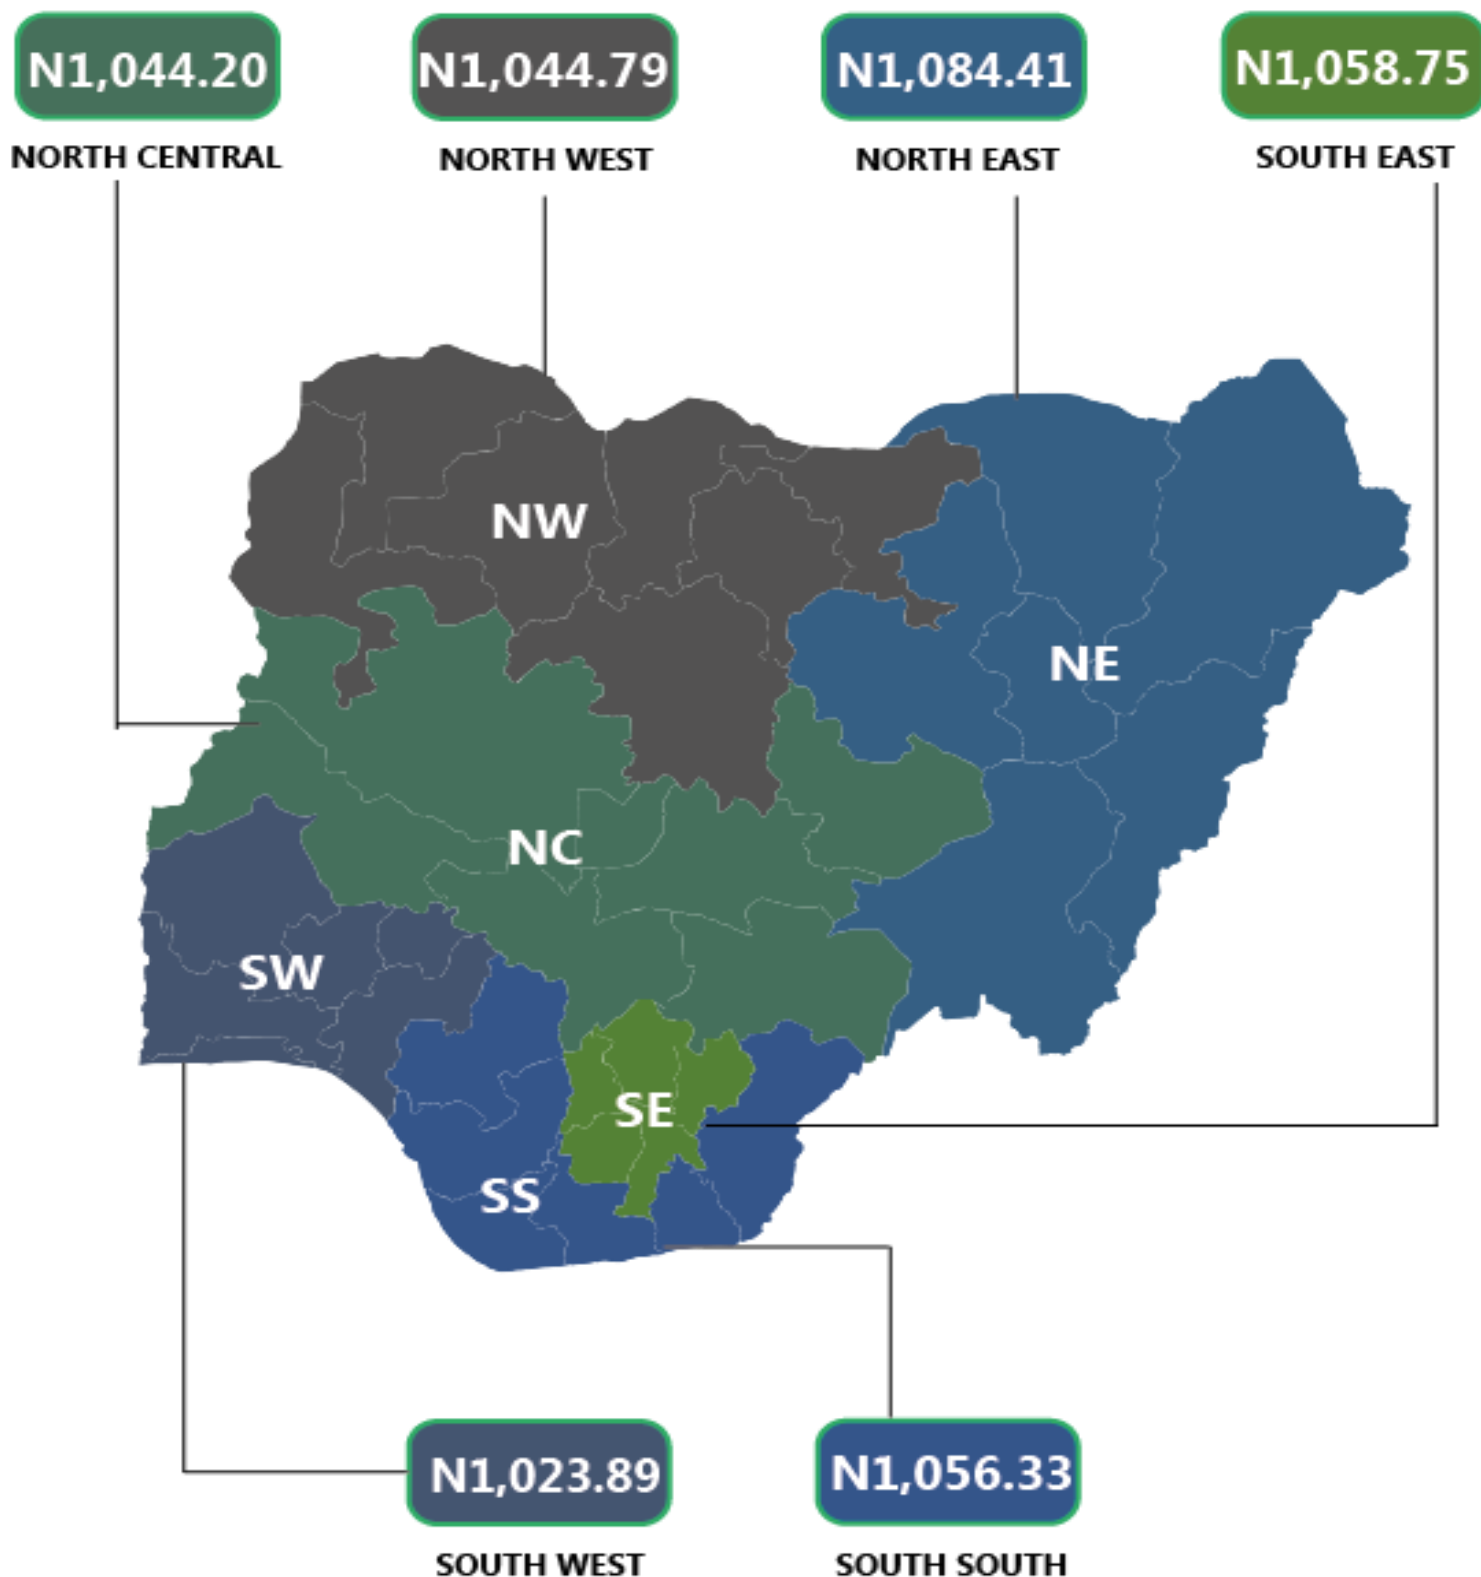 N1,044.20
N1,044.79
N1,084.41
N1,058.75
NORTH CENTRAL
NORTH WEST
NORTH EAST
SOUTH EAST
NW
NE
NC
SW
SE
SS
N1,023.89
N1,056.33
SOUTH WEST
SOUTH SOUTH